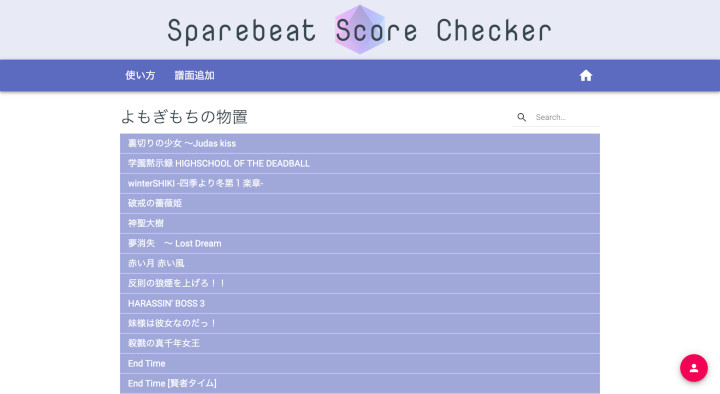 Sparebeat Score Checker
使い方 譜面追加
よもぎもちの物置
Search...
裏切りの少女 ～Judas kiss
学園黙示録 HIGHSCHOOL OF THE DEADBALL
winterSHIKI -四季より冬第１楽章-
破戒の薔薇姫
神聖大樹
夢消失　～ Lost Dream
赤い月 赤い風
反則の狼煙を上げろ！！
HARASSIN' BOSS 3
妹様は彼女なのだっ！
殺戮の真千年女王
End Time
End Time [賢者タイム]